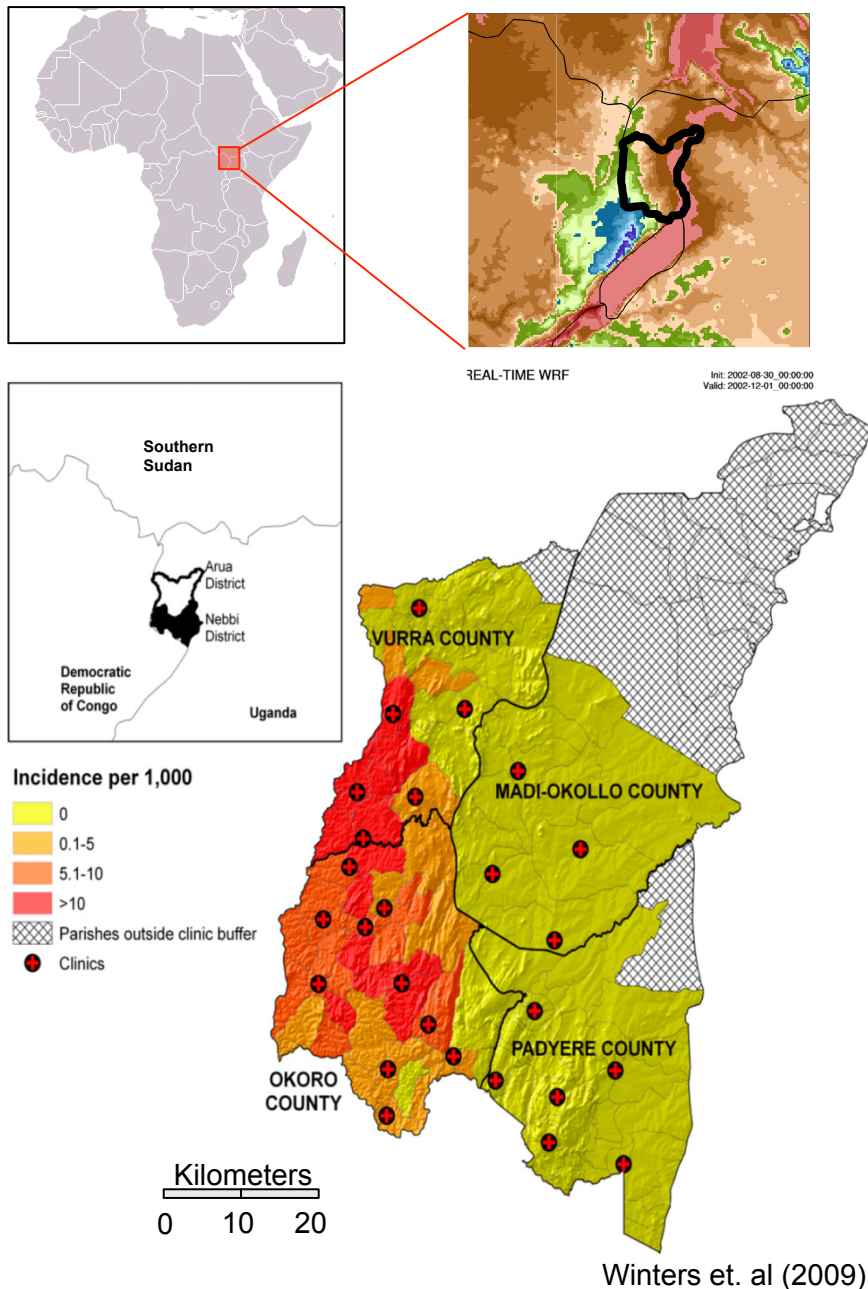 REAL-TIME WRF
Init: 2002-08-30_00:00:00
Valid: 2002-12-01_00:00:00
Southern
Sudan
Arua
District
Nebbi
District
Democratic
Republic
of Congo
Uganda
VURRA COUNTY
MADI-OKOLLO COUNTY
PADYERE COUNTY
OKORO
COUNTY
Incidence per 1,000
0
0.1-5
5.1-10
>10
Parishes outside clinic buffer
Clinics
Kilometers
0 10 20
Winters et. al (2009)